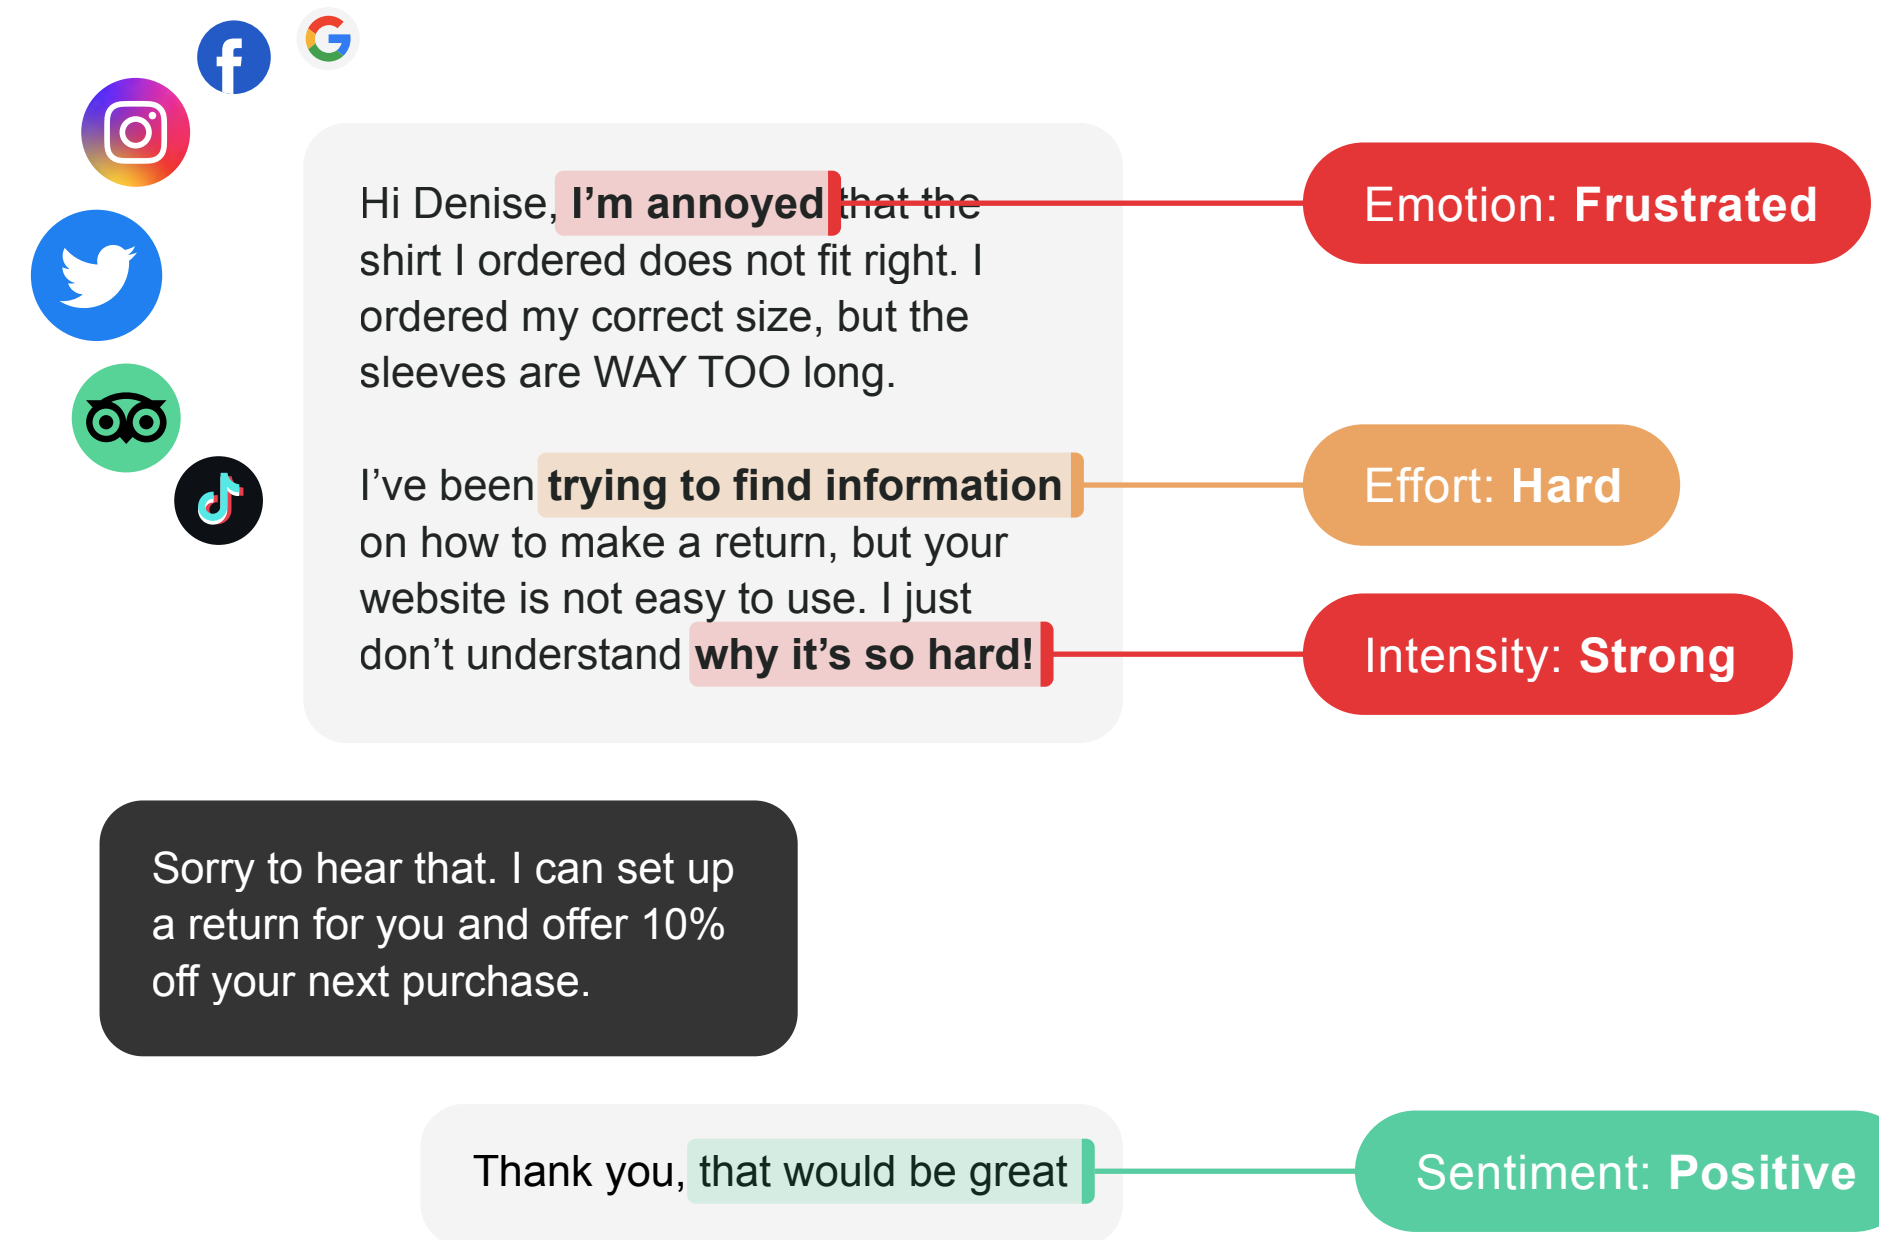 Hi Denise, I’m annoyed that the
shirt I ordered does not fit right. I
ordered my correct size, but the
sleeves are WAY TOO long.
I’ve been trying to find information
on how to make a return, but your
website is not easy to use. I just
don’t understand why it’s so hard!
Emotion: Frustrated
Effort: Hard
Intensity: Strong
Sorry to hear that. I can set up
a return for you and offer 10%
off your next purchase.
Thank you, that would be great
Sentiment: Positive